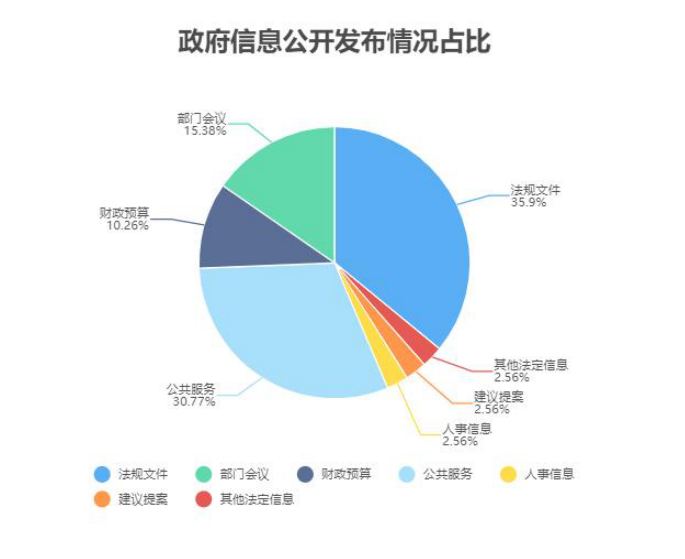 政府信息公开发布情况占比
部门会议
15.38%
法规文件
35.9%
财政预算
10.26%
其他法定信息
2.56%
公共服务
30.77%
建议提案
2.56%
人事信息
2.56%
法规文件 部门会议 财政预算 公共服务 人事信息
建议提案 其他法定信息